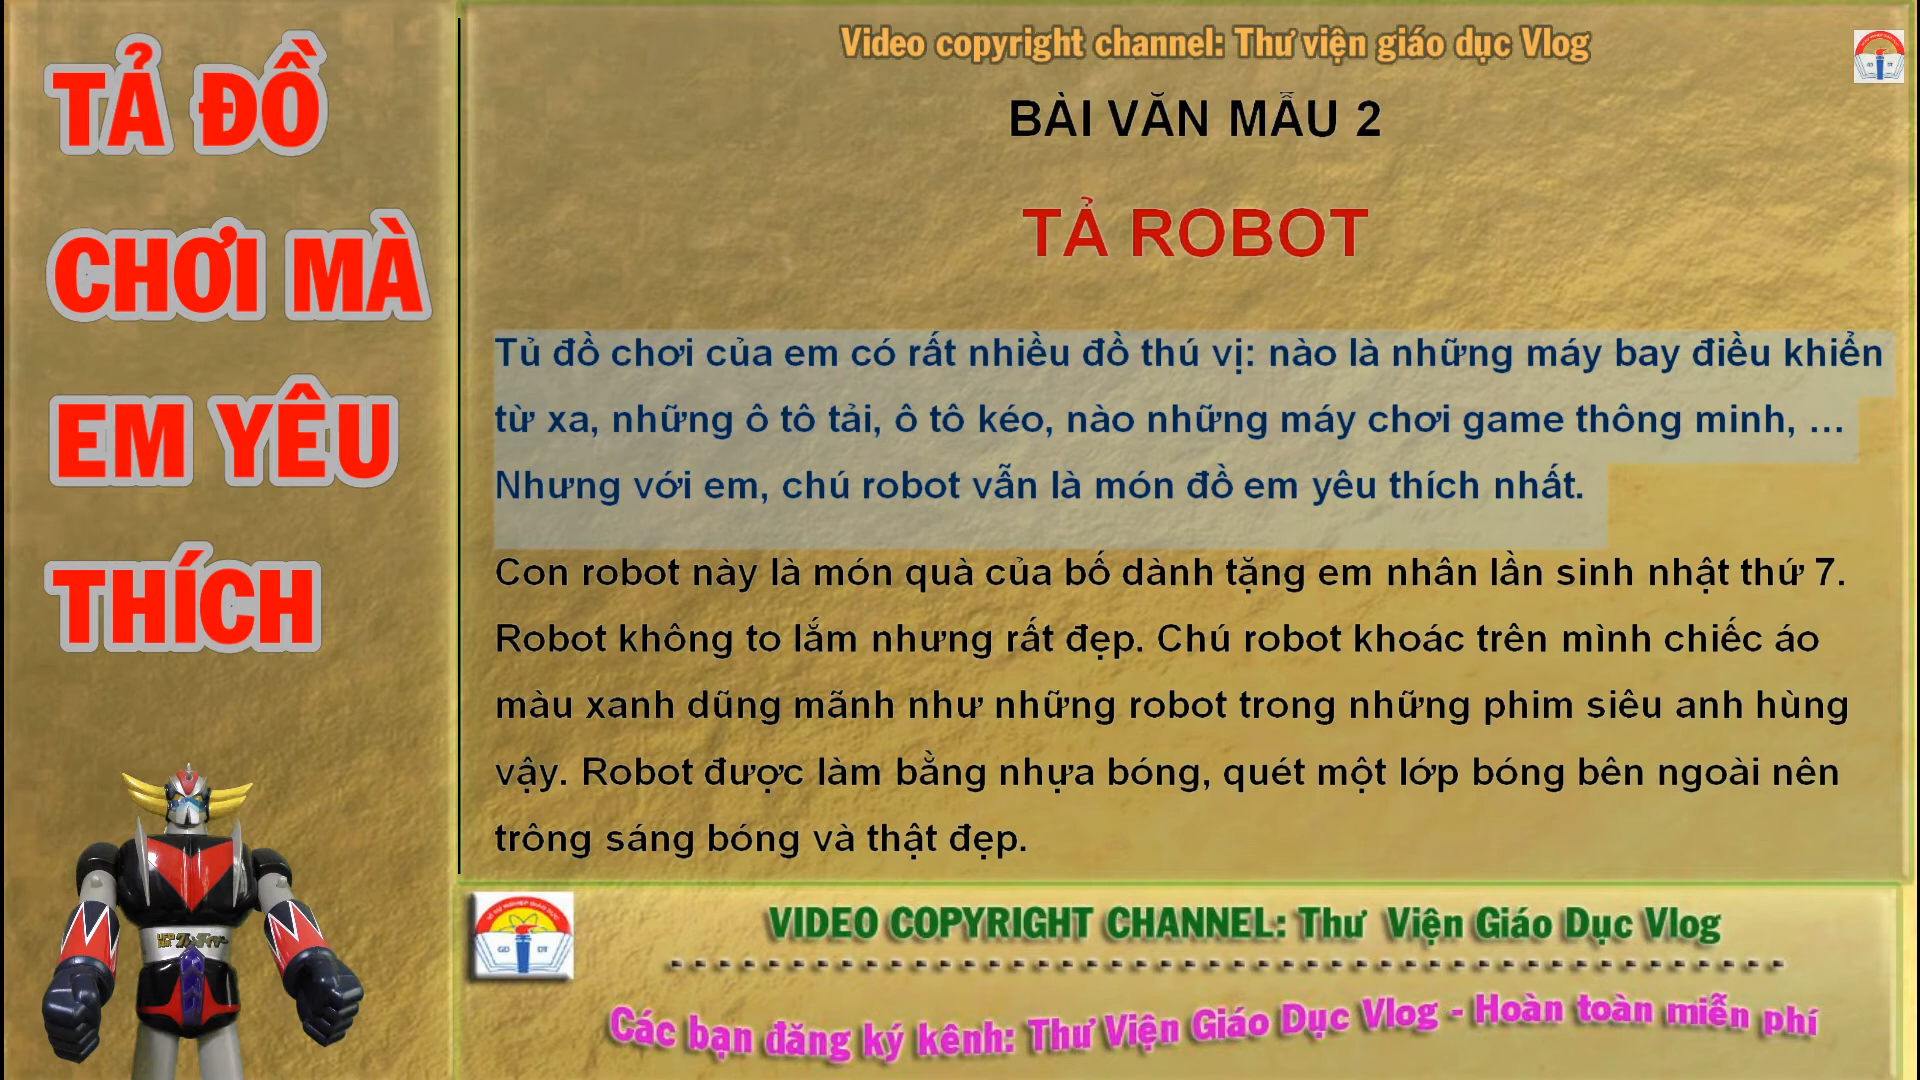 TẢ ĐỒ
CHƠI MÀ
EM YÊU
THÍCH
Video copyright channel: Thư viện giáo dục Vlog
BÀI VĂN MẪU 2
TẢ ROBOT
Tủ đồ chơi của em có rất nhiều đồ thú vị: nào là những máy bay điều khiển
từ xa, những ô tô tải, ô tô kéo, nào những máy chơi game thông minh, ...
Nhưng với em, chú robot vẫn là món đồ em yêu thích nhất.
Con robot này là món quà của bố dành tặng em nhân lần sinh nhật thứ 7.
Robot không to lắm nhưng rất đẹp. Chú robot khoác trên mình chiếc áo
màu xanh dũng mãnh như những robot trong những phim siêu anh hùng
vậy. Robot được làm bằng nhựa bóng, quét một lớp bóng bên ngoài nên
trông sáng bóng và thật đẹp.
VIDEO COPYRIGHT CHANNEL: Thư Viện Giáo Dục Vlog
GD ĐT
Các bạn đăng ký kênh: Thư Viện Giáo Dục Vlog - Hoàn toàn miễn phí